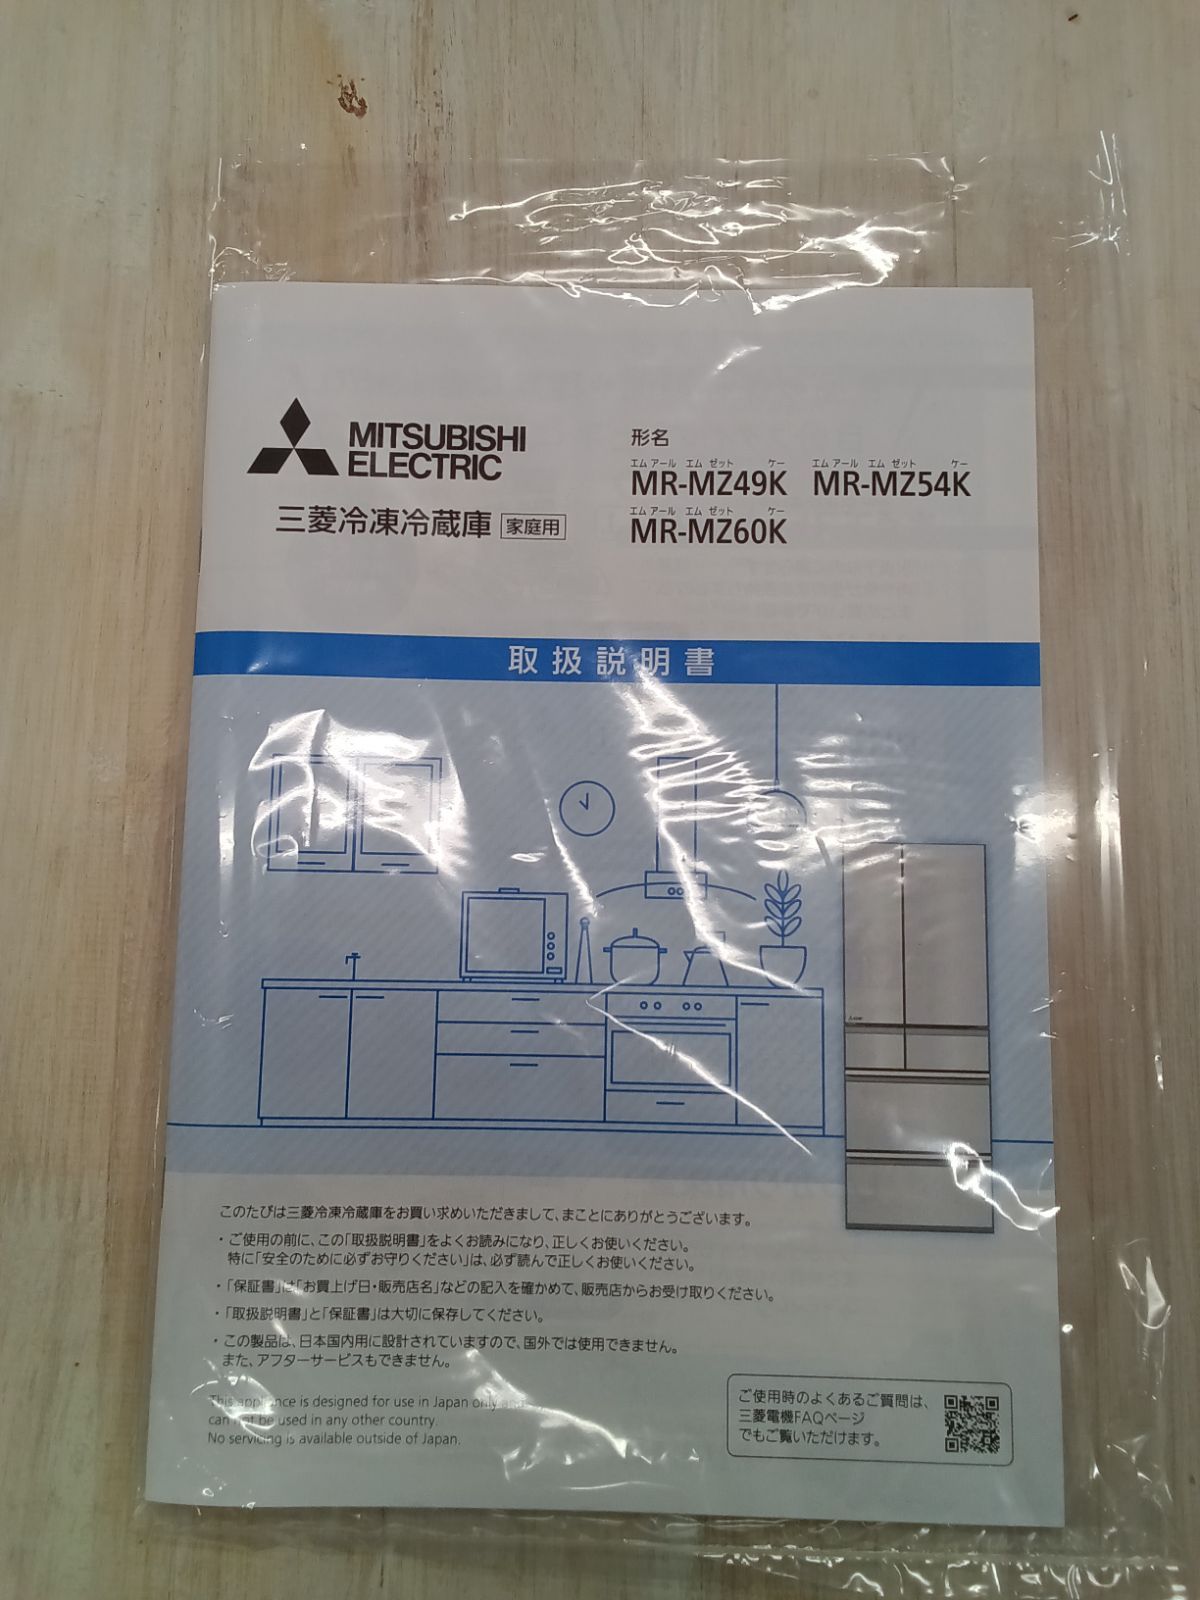 MITSUBISHI
ELECTRIC
三菱冷凍冷蔵庫 家庭用
形名
エム アール エム ゼット ケー エム アール エム ゼット ケー
MR-MZ49K MR-MZ54K
エム アール エム ゼット ケー
MR-MZ60K
取扱説明書
このたびは三菱冷凍冷蔵庫をお買い求めいただきまして、まことにありがとうございます。
・ご使用の前に、この「取扱説明書」をよくお読みになり、正しくお使いください。
特に「安全のために必ずお守りください」は、必ず読んで正しくお使いください。
・「保証書」は「お買上げ日・販売店名」などの記入を確かめて、販売店からお受け取りください。
・「取扱説明書」と「保証書」は大切に保存してください。
・この製品は、日本国内用に設計されていますので、国外では使用できません。
また、アフターサービスもできません。
This appliance is designed for use in Japan only and
can not be used in any other country.
No servicing is available outside of Japan.
ご使用時のよくあるご質問は、
三菱電機FAQページ
でもご覧いただけます。